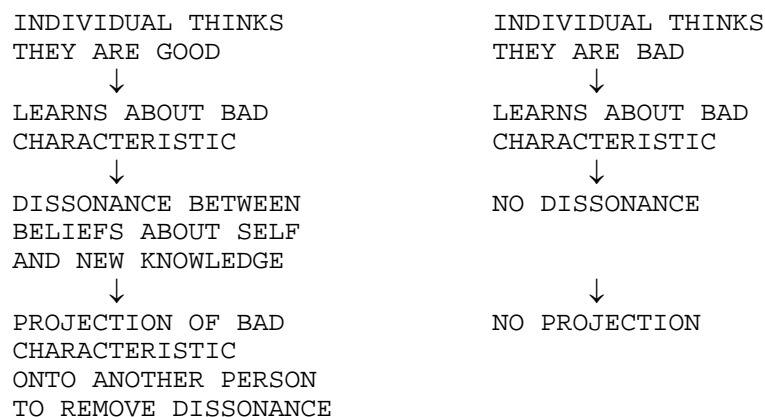 INDIVIDUAL THINKS
THEY ARE GOOD
↓
LEARNS ABOUT BAD
CHARACTERISTIC
↓
DISSONANCE BETWEEN
BELIEFS ABOUT SELF
AND NEW KNOWLEDGE
↓
PROJECTION OF BAD
CHARACTERISTIC
ONTO ANOTHER PERSON
TO REMOVE DISSONANCE
INDIVIDUAL THINKS
THEY ARE BAD
↓
LEARNS ABOUT BAD
CHARACTERISTIC
↓
NO DISSONANCE
↓
NO PROJECTION